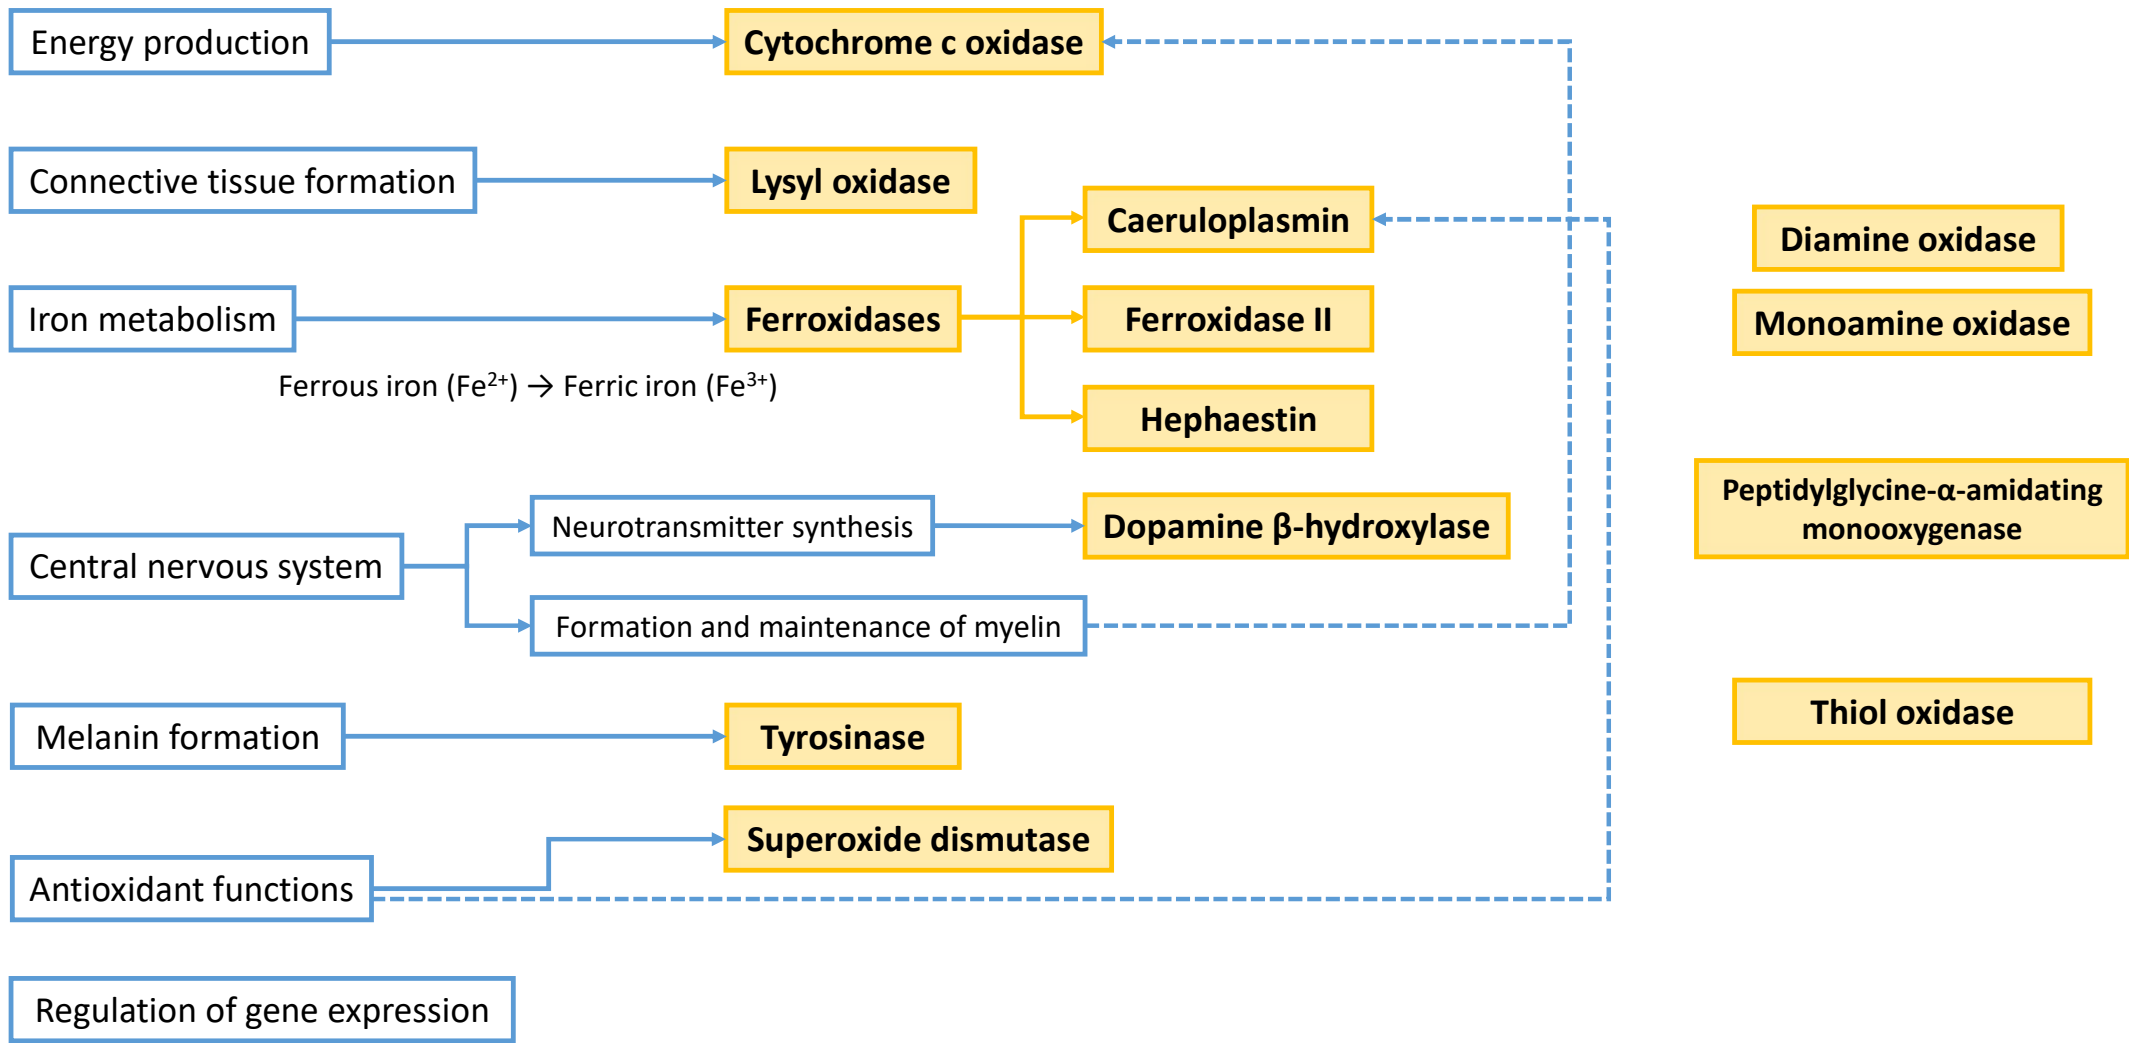 Energy production
Cytochrome c oxidase
Connective tissue formation
Lysyl oxidase
Caeruloplasmin
Diamine oxidase
Iron metabolism
Ferroxidases
Ferroxidase II
Monoamine oxidase
Ferrous iron (Fe²⁺) → Ferric iron (Fe³⁺)
Hephaestin
Peptidylglycine-α-amidating
monooxygenase
Neurotransmitter synthesis
Dopamine β-hydroxylase
Central nervous system
Formation and maintenance of myelin
Thiol oxidase
Melanin formation
Tyrosinase
Superoxide dismutase
Antioxidant functions
Regulation of gene expression